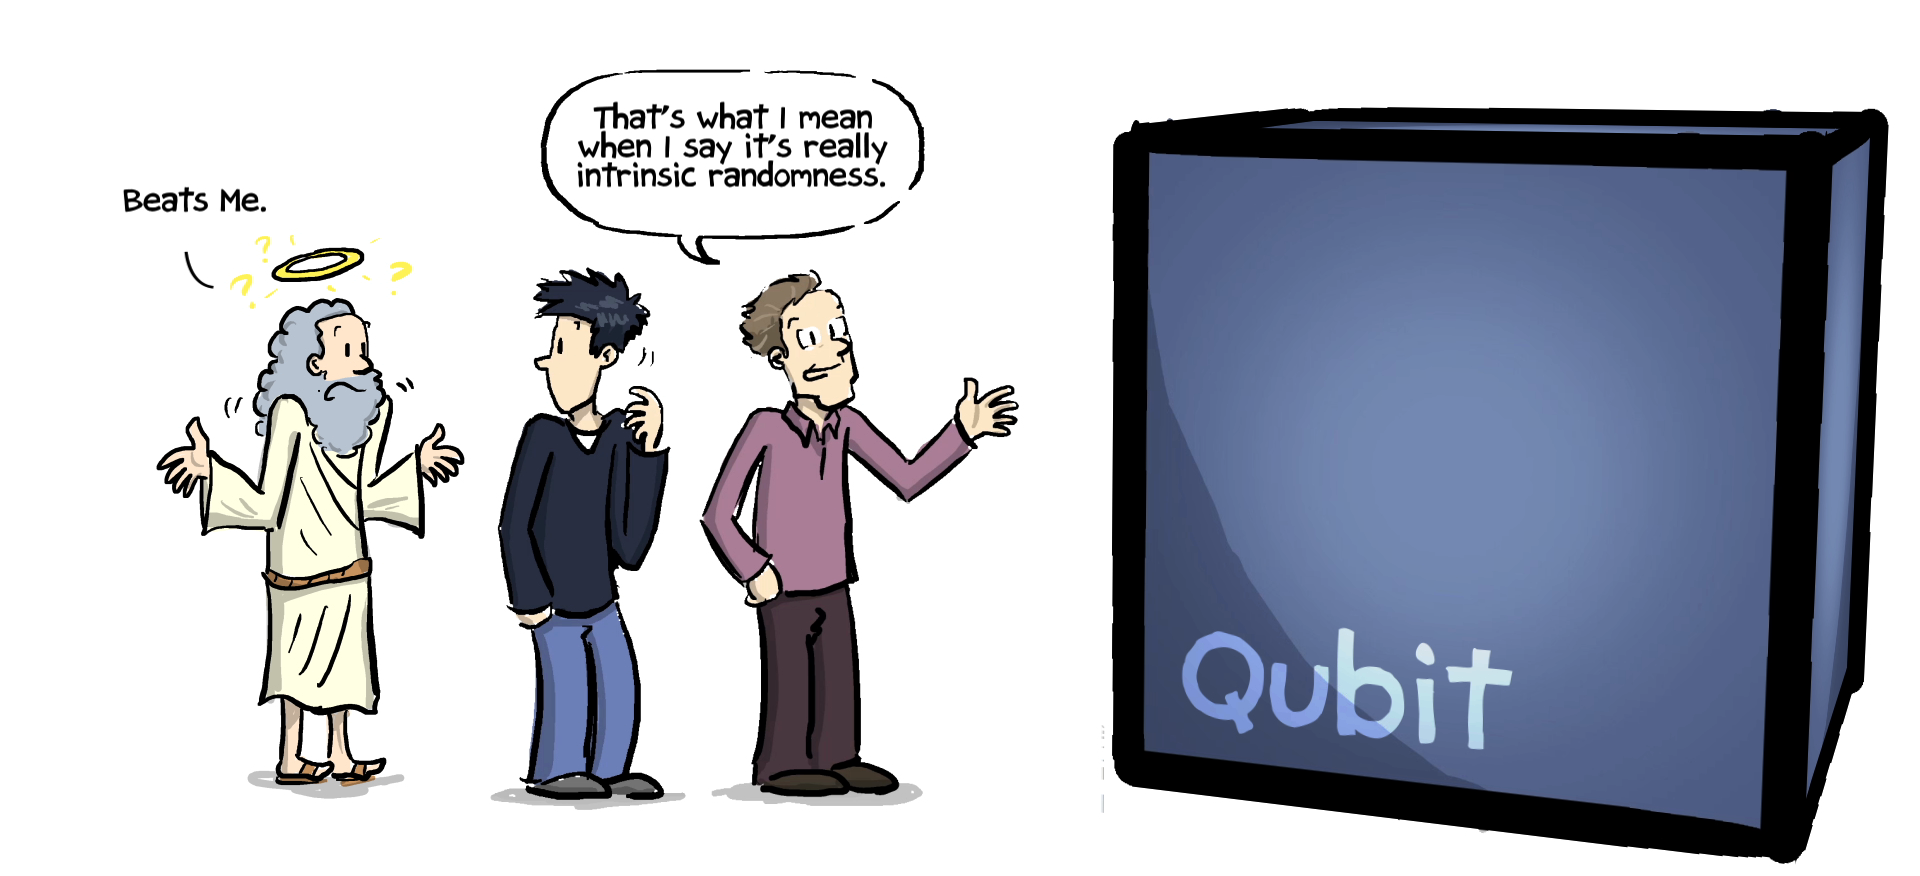 Beats Me.
That's what I mean
when I say it's really
intrinsic randomness.
Qubit